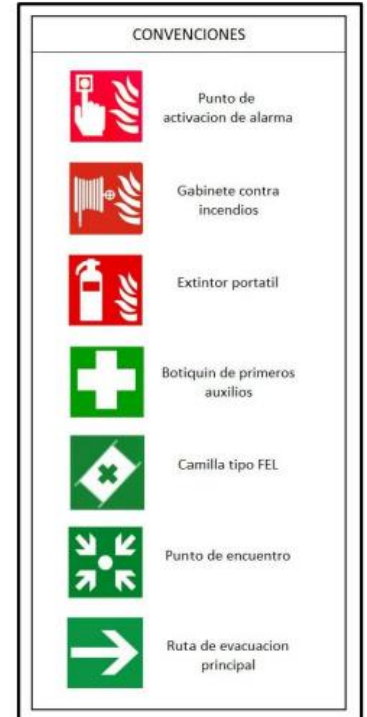 CONVENCIONES
Punto de
activacion de alarma
Gabinete contra
incendios
Extintor portatil
Botiquin de primeros
auxilios
Camilla tipo FEL
Punto de encuentro
Ruta de evacuacion
principal